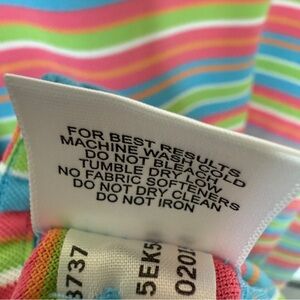 FOR BEST RESULTS
MACHINE WASH COLD
DO NOT BLEACH
TUMBLE DRY LOW
NO FABRIC SOFTENERS
DO NOT DRY CLEAN
DO NOT IRON
3737
5EK5